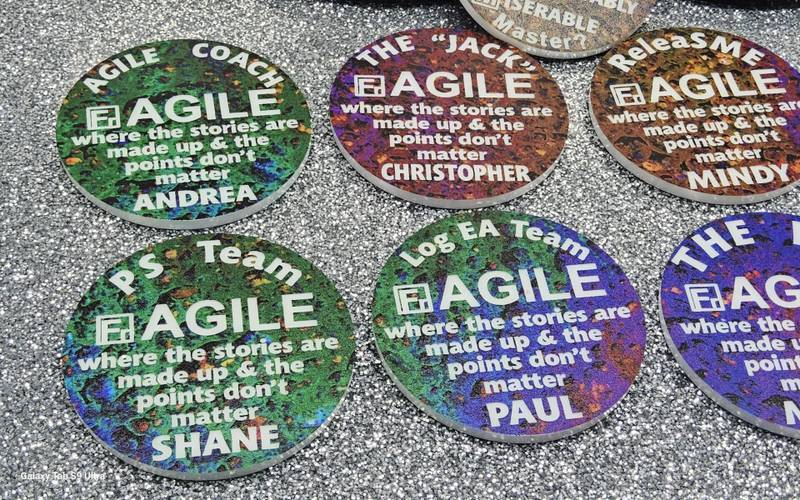 ISERABLE
Master?
AGILE COACH
AGILE
where the stories are
made up & the
points don't
matter
ANDREA
THE "JACK"
AGILE
where the stories are
made up & the
points don't
matter
CHRISTOPHER
ReleaSME
AGILE
where the stories are
made up & the
points don't
matter
MINDY
PS Team
AGILE
where the stories are
made up & the
points don't
matter
SHANE
Log EA Team
AGILE
where the stories are
made up & the
points don't
matter
PAUL
THE
AG
where the s
made up
point
m
Galaxy Tab S9 Ultra